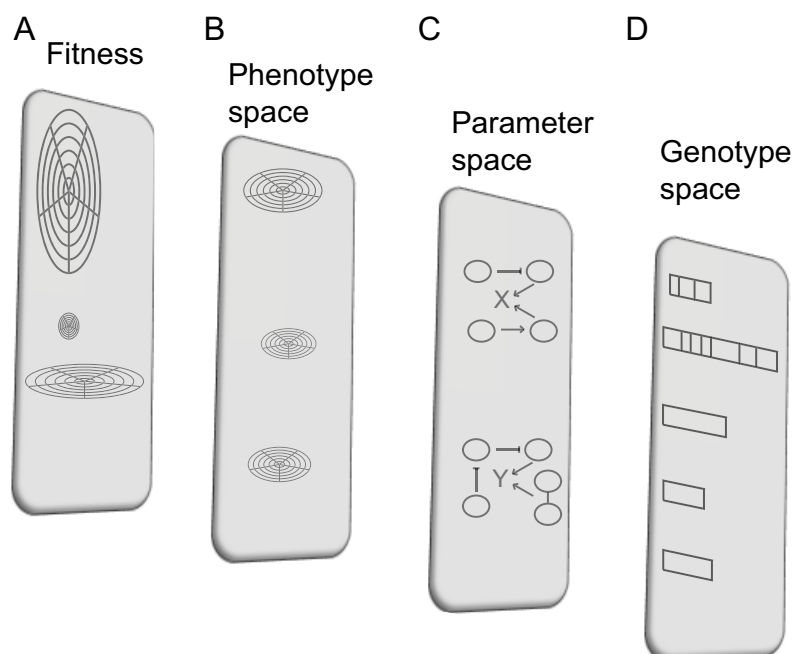 A
Fitness
B
Phenotype
space
C
Parameter
space
X
Y
D
Genotype
space